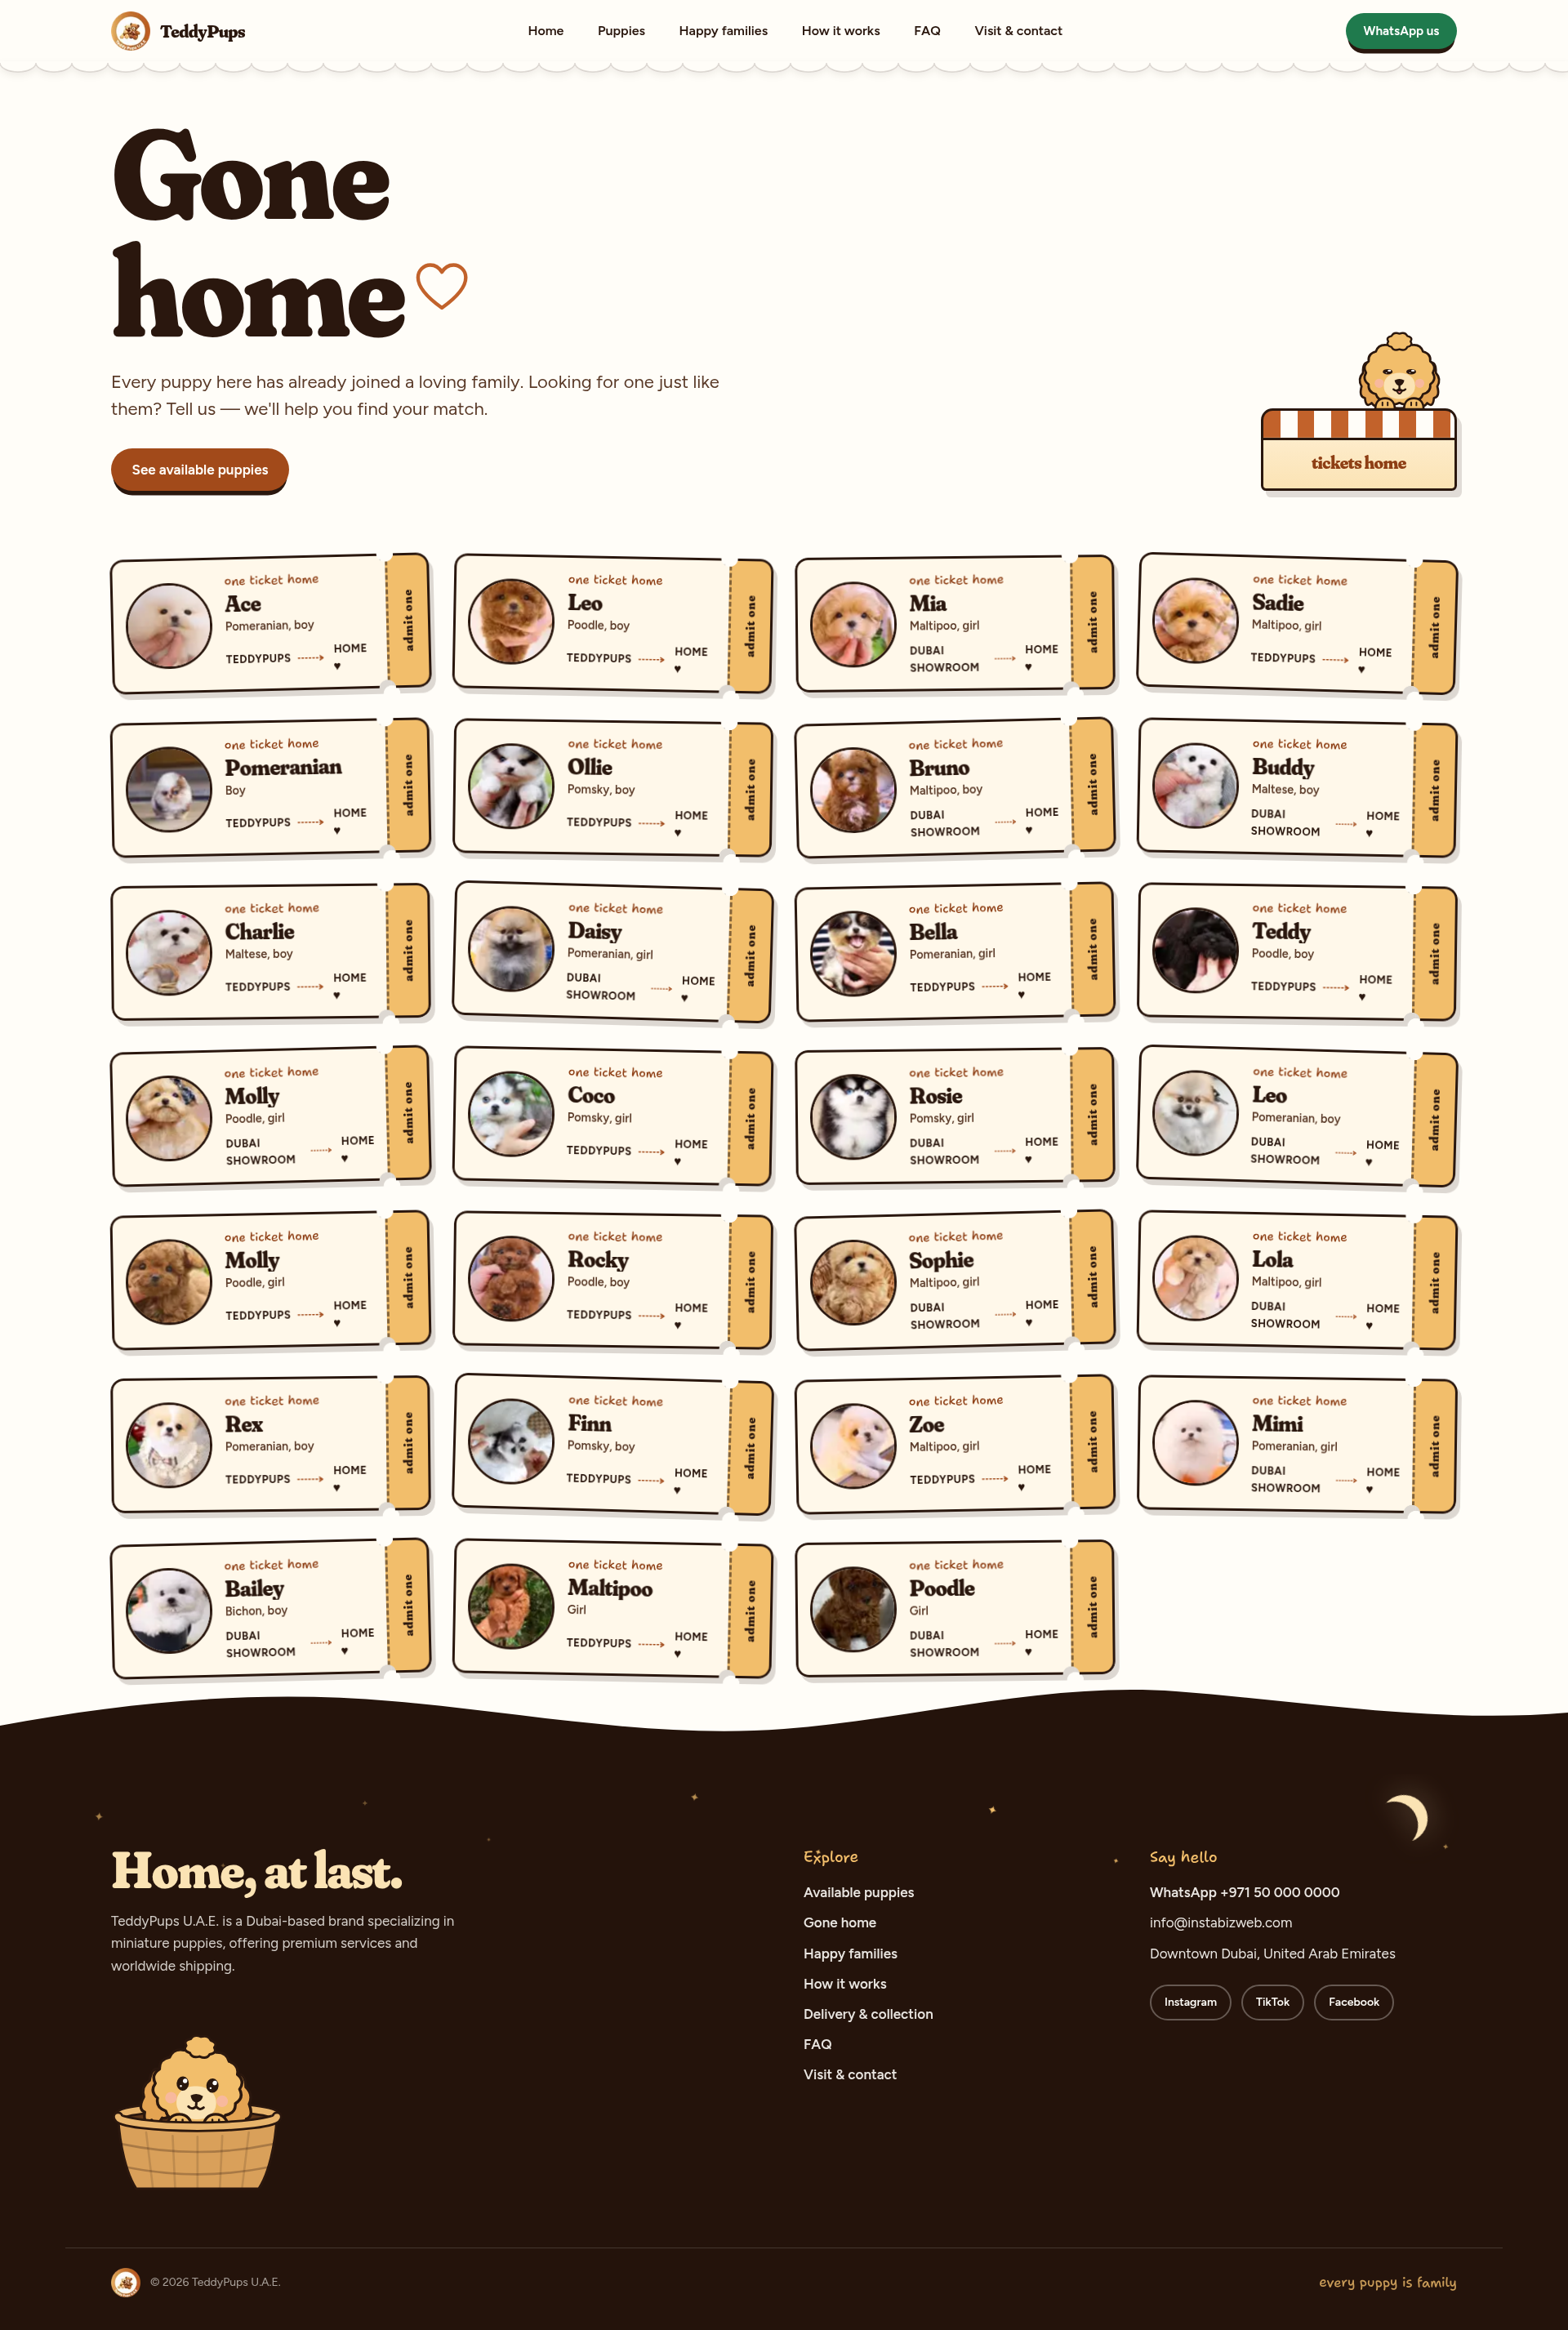 TeddyPups
Home
Puppies
Happy families
How it works
FAQ
Visit & contact
WhatsApp us
Gone
home
Every puppy here has already joined a loving family. Looking for one just like
them? Tell us — we'll help you find your match.
See available puppies
tickets home
one ticket home
Ace
Pomeranian, boy
TEDDYPUPS
HOME
♥
admit one
one ticket home
Leo
Poodle, boy
TEDDYPUPS
HOME
♥
admit one
one ticket home
Mia
Maltipoo, girl
DUBAI
SHOWROOM
HOME
♥
admit one
one ticket home
Sadie
Maltipoo, girl
TEDDYPUPS
HOME
♥
admit one
one ticket home
Pomeranian
Boy
TEDDYPUPS
HOME
♥
admit one
one ticket home
Ollie
Pomsky, boy
TEDDYPUPS
HOME
♥
admit one
one ticket home
Bruno
Maltipoo, boy
DUBAI
SHOWROOM
HOME
♥
admit one
one ticket home
Buddy
Maltese, boy
DUBAI
SHOWROOM
HOME
♥
admit one
one ticket home
Charlie
Maltese, boy
TEDDYPUPS
HOME
♥
admit one
one ticket home
Daisy
Pomeranian, girl
DUBAI
SHOWROOM
HOME
♥
admit one
one ticket home
Bella
Pomeranian, girl
TEDDYPUPS
HOME
♥
admit one
one ticket home
Teddy
Poodle, boy
TEDDYPUPS
HOME
♥
admit one
one ticket home
Molly
Poodle, girl
DUBAI
SHOWROOM
HOME
♥
admit one
one ticket home
Coco
Pomsky, girl
TEDDYPUPS
HOME
♥
admit one
one ticket home
Rosie
Pomsky, girl
DUBAI
SHOWROOM
HOME
♥
admit one
one ticket home
Leo
Pomeranian, boy
DUBAI
SHOWROOM
HOME
♥
admit one
one ticket home
Molly
Poodle, girl
TEDDYPUPS
HOME
♥
admit one
one ticket home
Rocky
Poodle, boy
TEDDYPUPS
HOME
♥
admit one
one ticket home
Sophie
Maltipoo, girl
DUBAI
SHOWROOM
HOME
♥
admit one
one ticket home
Lola
Maltipoo, girl
DUBAI
SHOWROOM
HOME
♥
admit one
one ticket home
Rex
Pomeranian, boy
TEDDYPUPS
HOME
♥
admit one
one ticket home
Finn
Pomsky, boy
TEDDYPUPS
HOME
♥
admit one
one ticket home
Zoe
Maltipoo, girl
TEDDYPUPS
HOME
♥
admit one
one ticket home
Mimi
Pomeranian, girl
DUBAI
SHOWROOM
HOME
♥
admit one
one ticket home
Bailey
Bichon, boy
DUBAI
SHOWROOM
HOME
♥
admit one
one ticket home
Maltipoo
Girl
TEDDYPUPS
HOME
♥
admit one
one ticket home
Poodle
Girl
DUBAI
SHOWROOM
HOME
♥
admit one
Home, at last.
TeddyPups U.A.E. is a Dubai-based brand specializing in
miniature puppies, offering premium services and
worldwide shipping.
Explore
Available puppies
Gone home
Happy families
How it works
Delivery & collection
FAQ
Visit & contact
Say hello
WhatsApp +971 50 000 0000
info@instabizweb.com
Downtown Dubai, United Arab Emirates
Instagram
TikTok
Facebook
© 2026 TeddyPups U.A.E.
every puppy is family